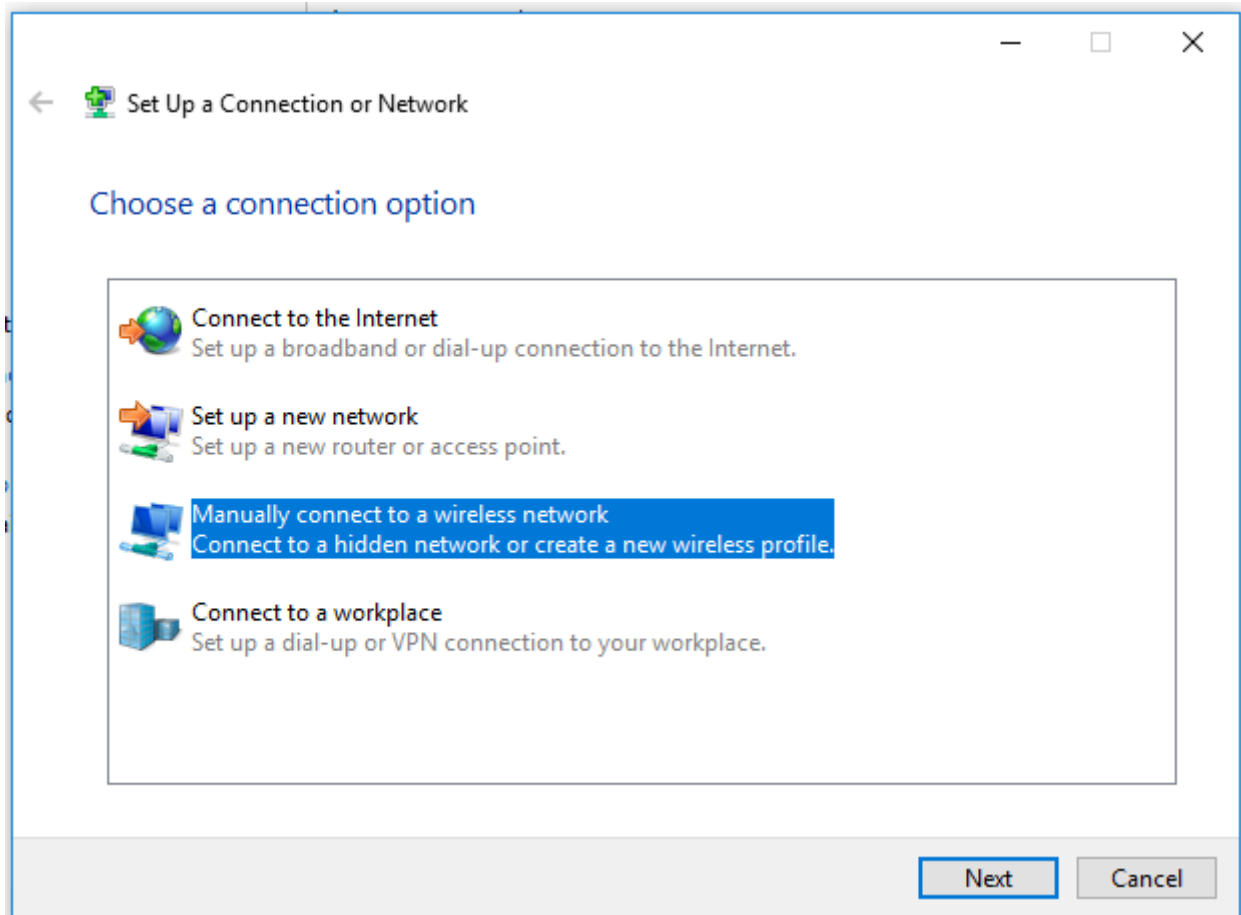 Set Up a Connection or Network
Choose a connection option
Connect to the Internet
Set up a broadband or dial-up connection to the Internet.
Set up a new network
Set up a new router or access point.
Manually connect to a wireless network
Connect to a hidden network or create a new wireless profile.
Connect to a workplace
Set up a dial-up or VPN connection to your workplace.
Next Cancel